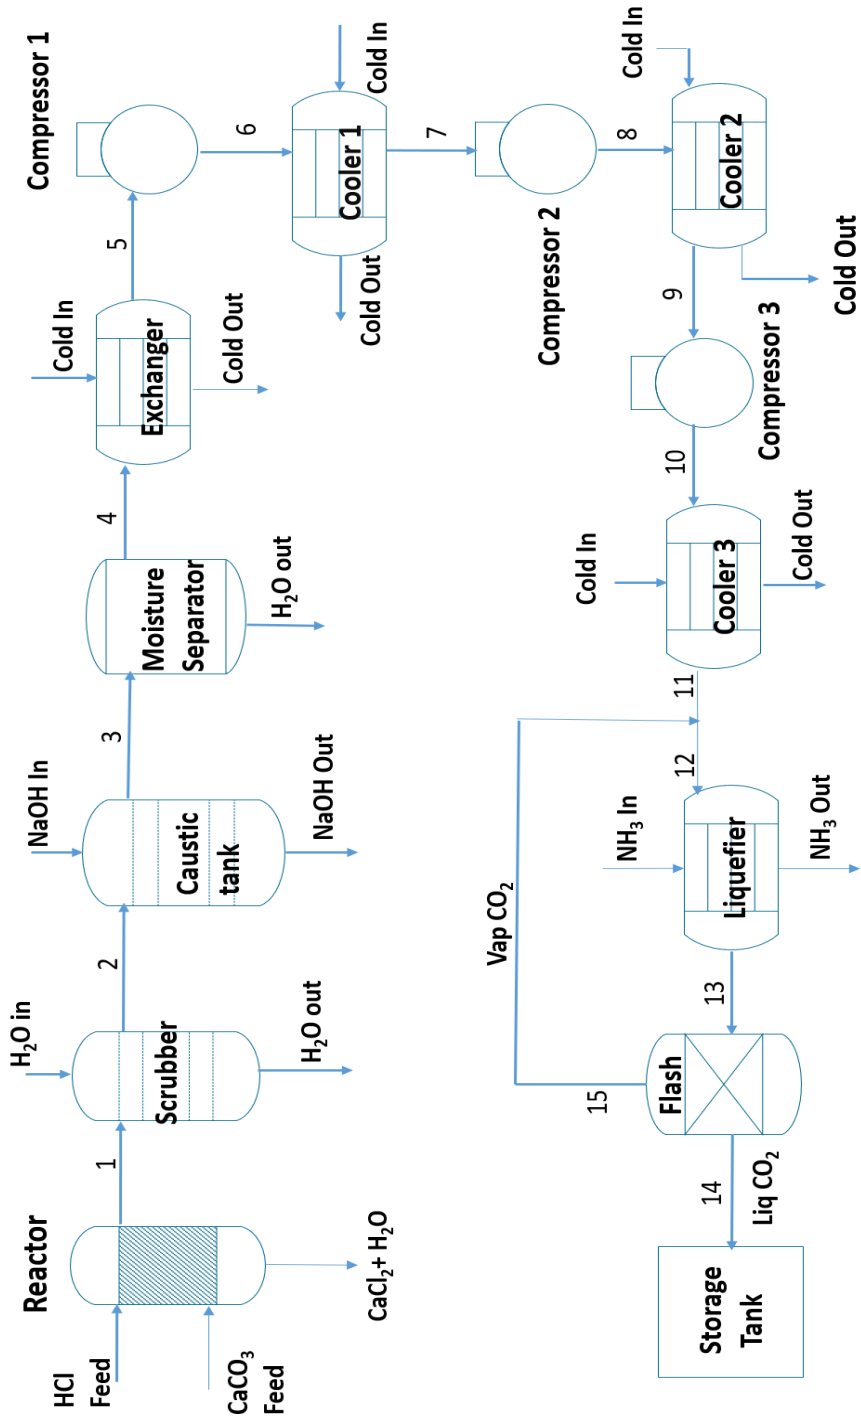 Reactor
HCl
Feed
CaCO₃
Feed
CaCl₂+ H₂O
1
H₂O in
Scrubber
H₂O out
2
NaOH In
Caustic
tank
NaOH Out
3
Moisture
Separator
H₂O out
4
Cold In
Exchanger
Cold Out
5
Compressor 1
6
Cold In
Cooler 1
Cold Out
7
Compressor 2
8
Cold In
Cooler 2
Cold Out
9
Compressor 3
10
Cold In
Cooler 3
Cold Out
11
12
NH₃ In
Liquefier
NH₃ Out
Vap CO₂
13
Flash
15
14
Liq CO₂
Storage
Tank